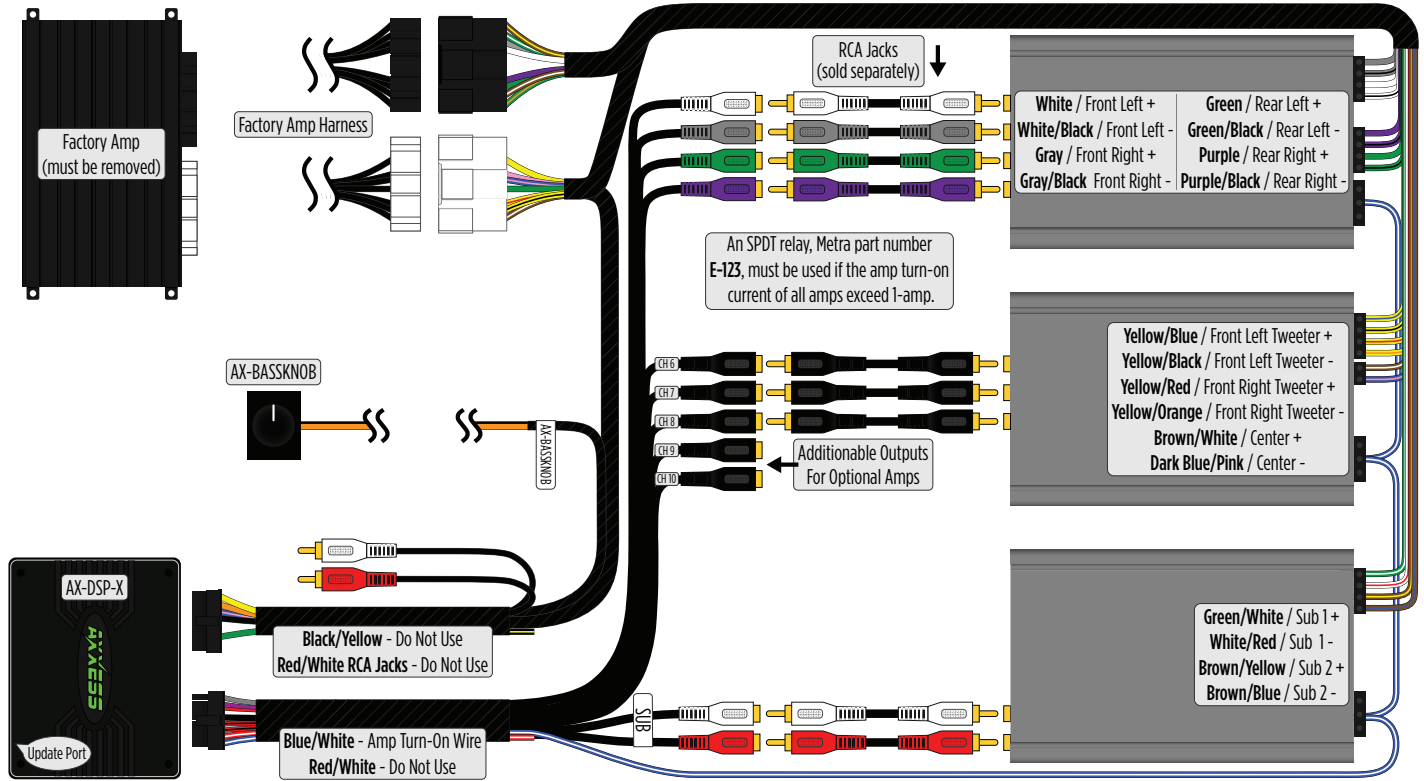 Factory Amp
(must be removed)
Factory Amp Harness
RCA Jacks
(sold separately)
White / Front Left +
White/Black / Front Left -
Gray / Front Right +
Gray/Black Front Right -
Green / Rear Left +
Green/Black / Rear Left -
Purple / Rear Right +
Purple/Black / Rear Right -
An SPDT relay, Metra part number
E-123, must be used if the amp turn-on
current of all amps exceed 1-amp.
AX-BASSKNOB
AX-BASSKNOB
CH 6
CH 7
CH 8
CH 9
CH 10
Additionable Outputs
For Optional Amps
Yellow/Blue / Front Left Tweeter +
Yellow/Black / Front Left Tweeter -
Yellow/Red / Front Right Tweeter +
Yellow/Orange / Front Right Tweeter -
Brown/White / Center +
Dark Blue/Pink / Center -
AX-DSP-X
AXXESS
Update Port
Black/Yellow - Do Not Use
Red/White RCA Jacks - Do Not Use
Blue/White - Amp Turn-On Wire
Red/White - Do Not Use
SUB
Green/White / Sub 1 +
White/Red / Sub 1 -
Brown/Yellow / Sub 2 +
Brown/Blue / Sub 2 -